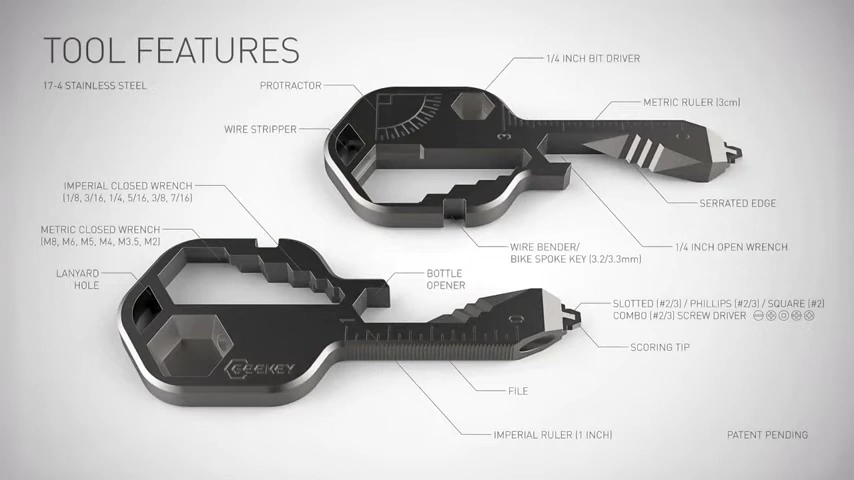 TOOL FEATURES
17-4 STAINLESS STEEL
1/4 INCH BIT DRIVER
PROTRACTOR
METRIC RULER (3cm)
WIRE STRIPPER
3
IMPERIAL CLOSED WRENCH
(1/8, 3/16, 1/4, 5/16, 3/8, 7/16)
SERRATED EDGE
METRIC CLOSED WRENCH
(M8, M6, M5, M4, M3.5, M2)
WIRE BENDER/
BIKE SPOKE KEY (3.2/3.3mm)
1/4 INCH OPEN WRENCH
LANYARD
HOLE
BOTTLE
OPENER
SLOTTED (#2/3) / PHILLIPS (#2/3) / SQUARE (#2)
COMBO (#2/3) SCREW DRIVER
1
0
SCORING TIP
GEEKEY
FILE
IMPERIAL RULER (1 INCH)
PATENT PENDING